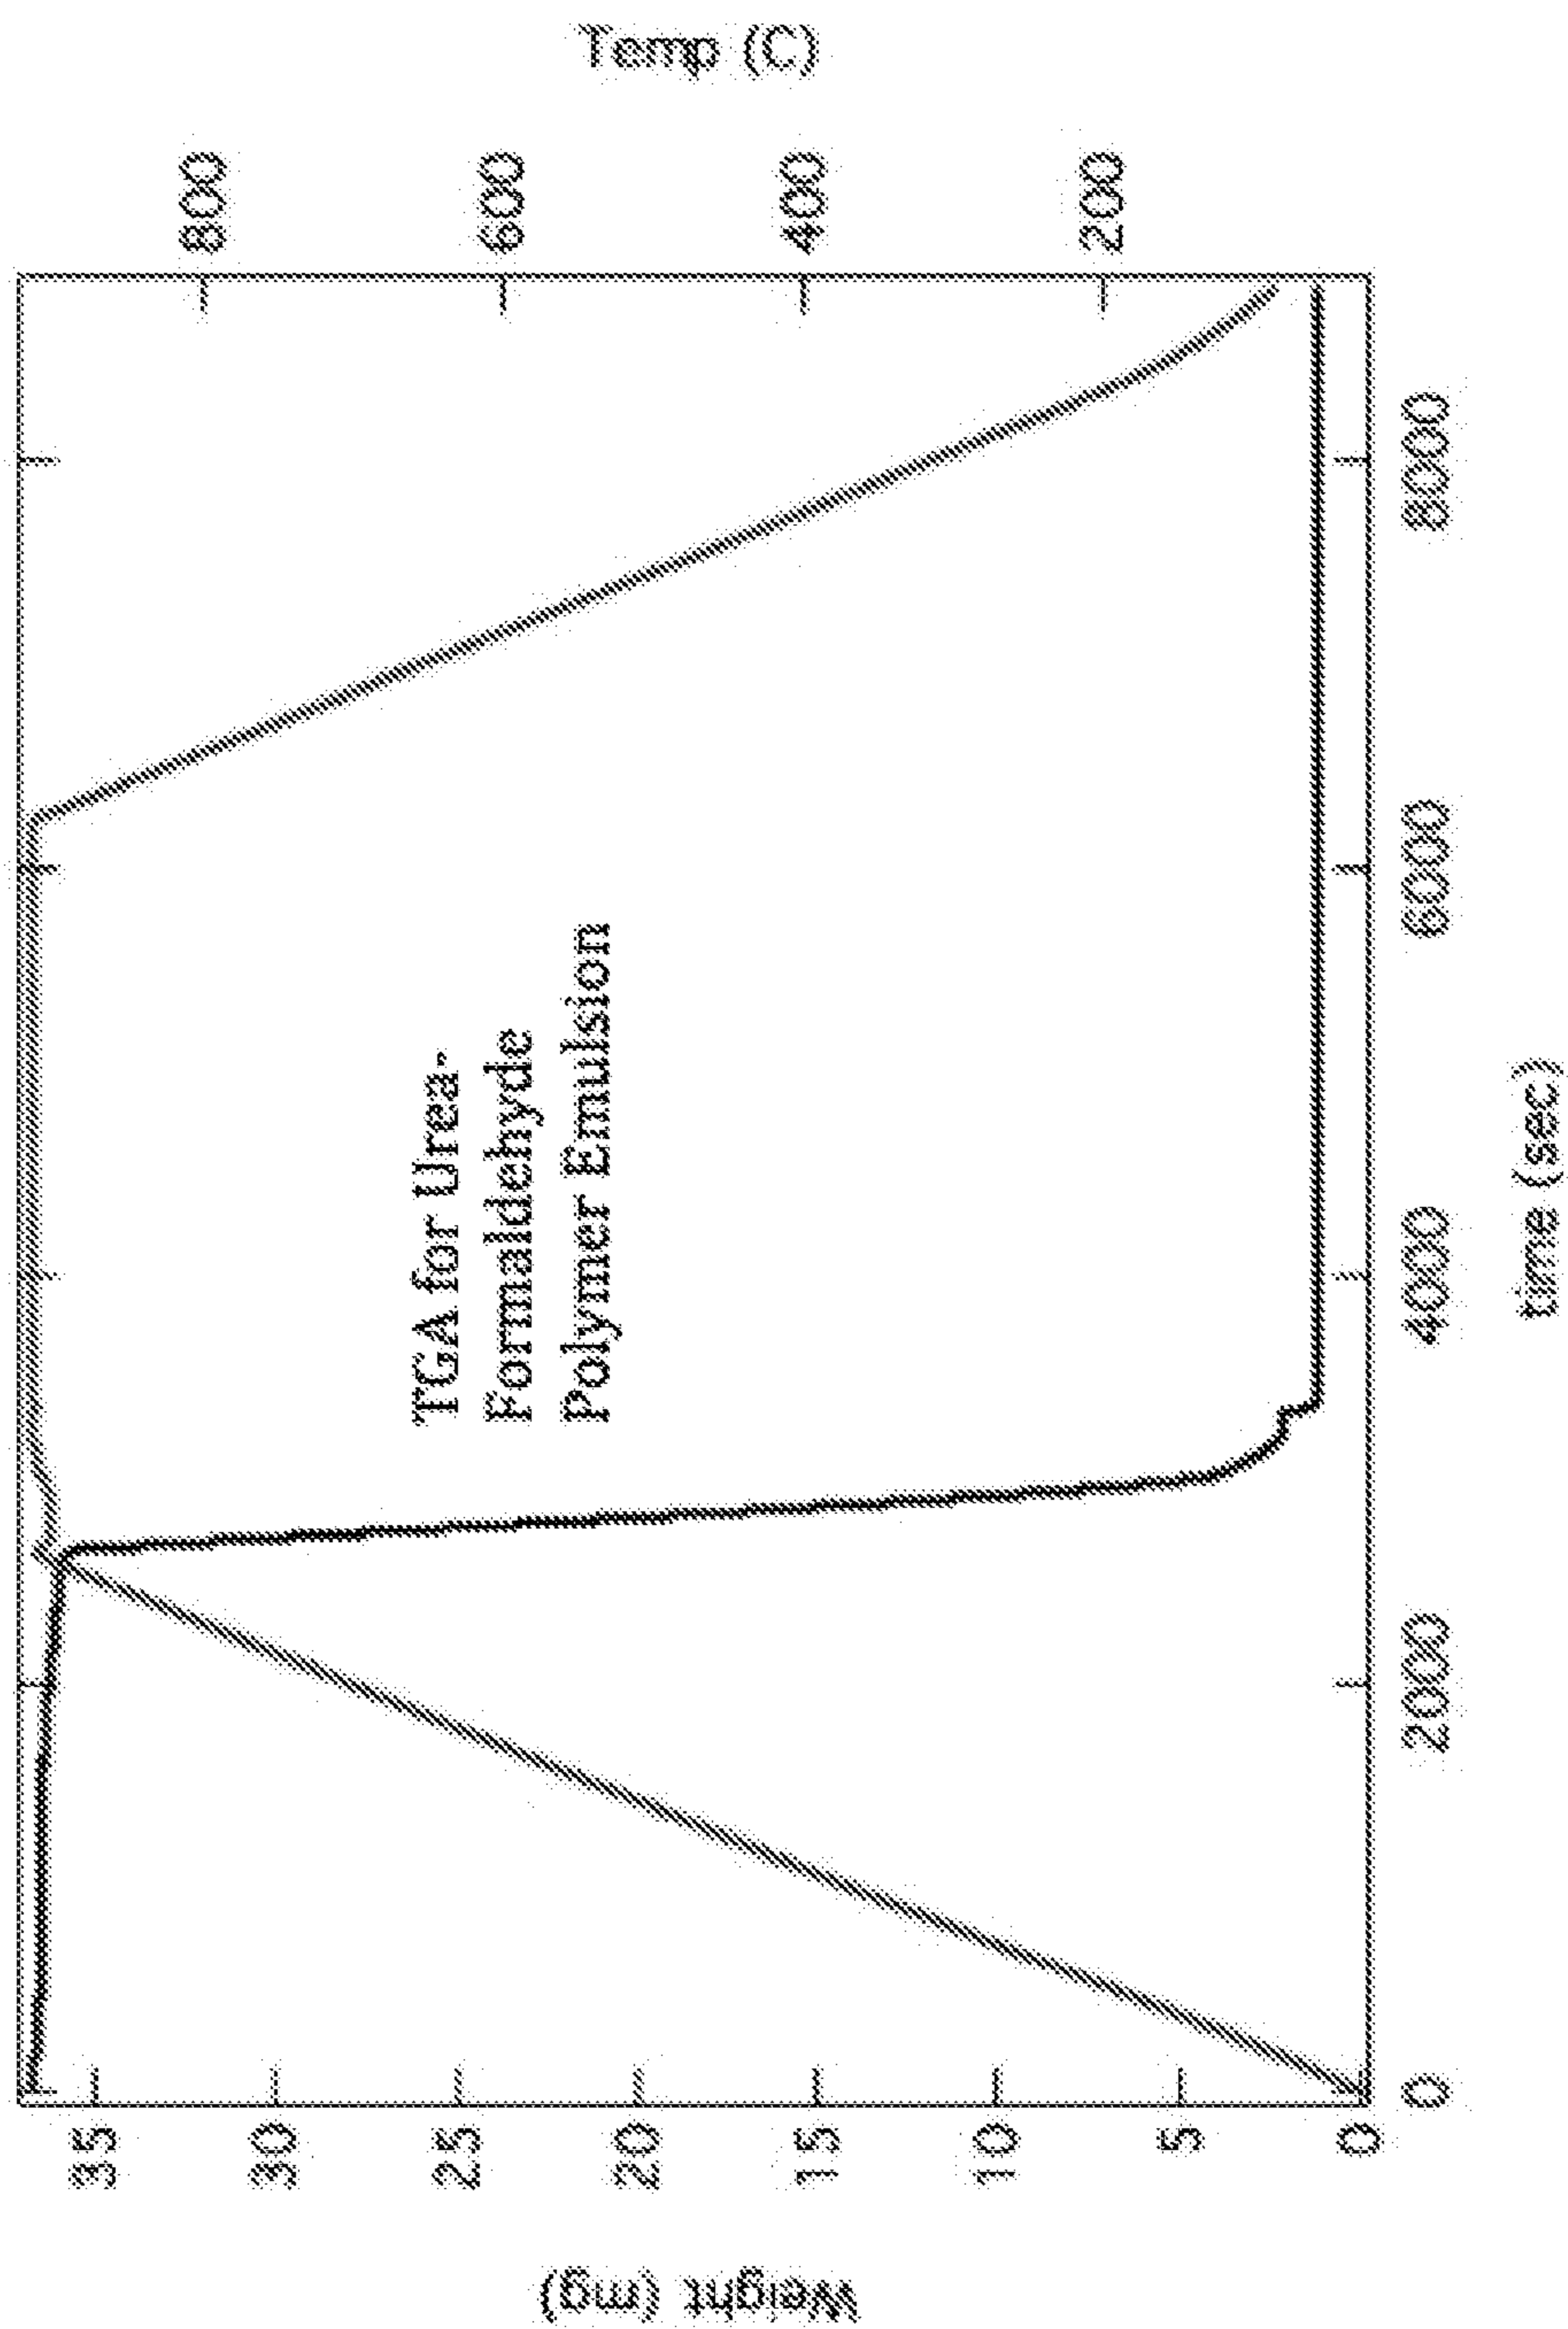 TGA for Urea-
Formaldehyde
Polymer Emulsion
Weight (mg)
35
30
25
20
15
10
5
0
Temp (C)
800
600
400
200
0
2000
4000
6000
8000
time (sec)